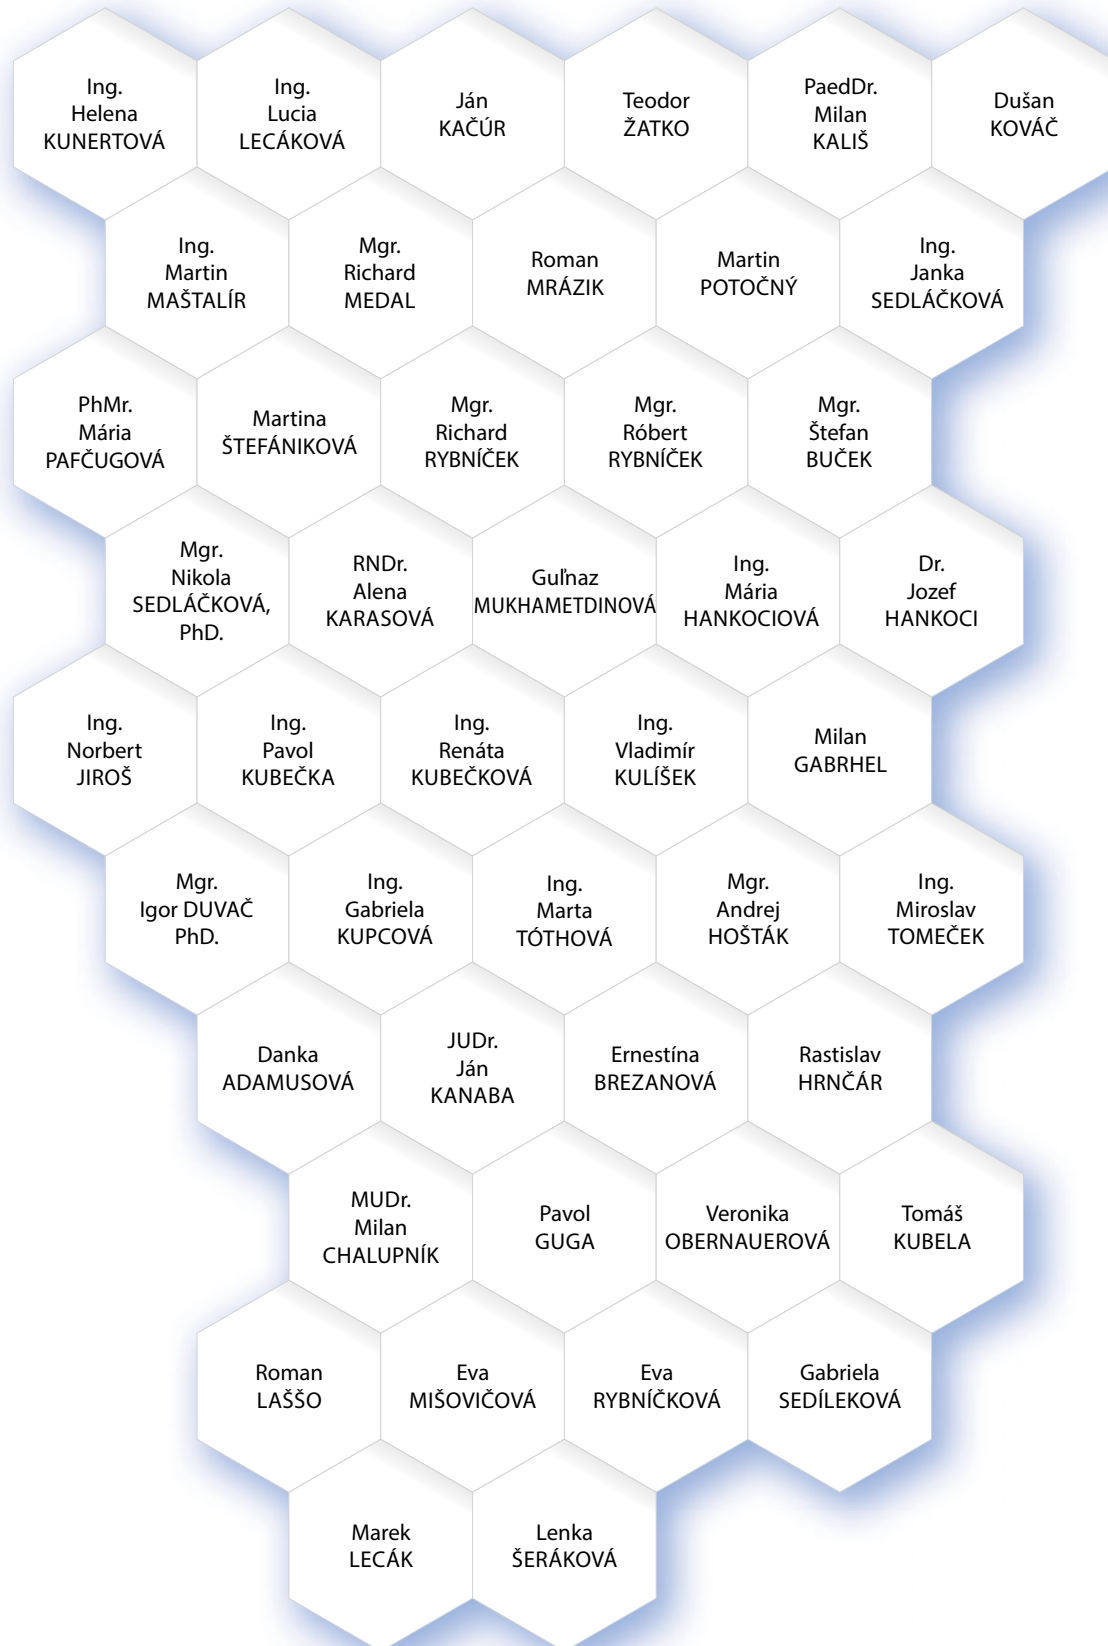 Ing.
Helena
KUNERTOVÁ
Ing.
Lucia
LECÁKOVÁ
Ján
KAČÚR
Teodor
ŽATKO
PaedDr.
Milan
KALIŠ
Dušan
KOVÁČ
Ing.
Martin
MAŠTALÍR
Mgr.
Richard
MEDAL
Roman
MRÁZIK
Martin
POTOČNÝ
Ing.
Janka
SEDLÁČKOVÁ
PhMr.
Mária
PAFČUGOVÁ
Martina
ŠTEFÁNIKOVÁ
Mgr.
Richard
RYBNÍČEK
Mgr.
Róbert
RYBNÍČEK
Mgr.
Štefan
BUČEK
Mgr.
Nikola
SEDLÁČKOVÁ,
PhD.
RNDr.
Alena
KARASOVÁ
Guľnaz
MUKHAMETDINOVÁ
Ing.
Mária
HANKOCIOVÁ
Dr.
Jozef
HANKOCI
Ing.
Norbert
JIROŠ
Ing.
Pavol
KUBEČKA
Ing.
Renáta
KUBEČKOVÁ
Ing.
Vladimír
KULÍŠEK
Milan
GABRHEL
Mgr.
Igor DUVAČ
PhD.
Ing.
Gabriela
KUPCOVÁ
Ing.
Marta
TÓTHOVÁ
Mgr.
Andrej
HOŠTÁK
Ing.
Miroslav
TOMEČEK
Danka
ADAMUSOVÁ
JUDr.
Ján
KANABA
Ernestína
BREZANOVÁ
Rastislav
HRNČÁR
MUDr.
Milan
CHALUPNÍK
Pavol
GUGA
Veronika
OBERNAUEROVÁ
Tomáš
KUBELA
Roman
LAŠŠO
Eva
MIŠOVIČOVÁ
Eva
RYBNÍČKOVÁ
Gabriela
SEDÍLEKOVÁ
Marek
LECÁK
Lenka
ŠERÁKOVÁ